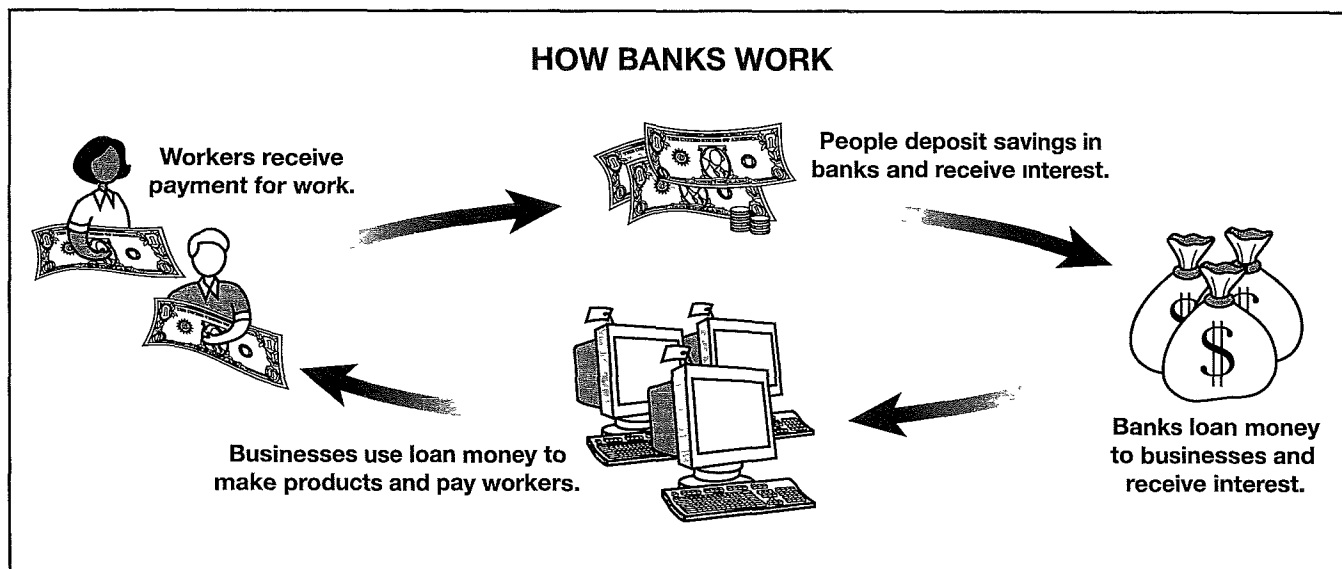 HOW BANKS WORK
Workers receive
payment for work.
People deposit savings in
banks and receive interest.
Banks loan money
to businesses and
receive interest.
Businesses use loan money to
make products and pay workers.
$
$
$